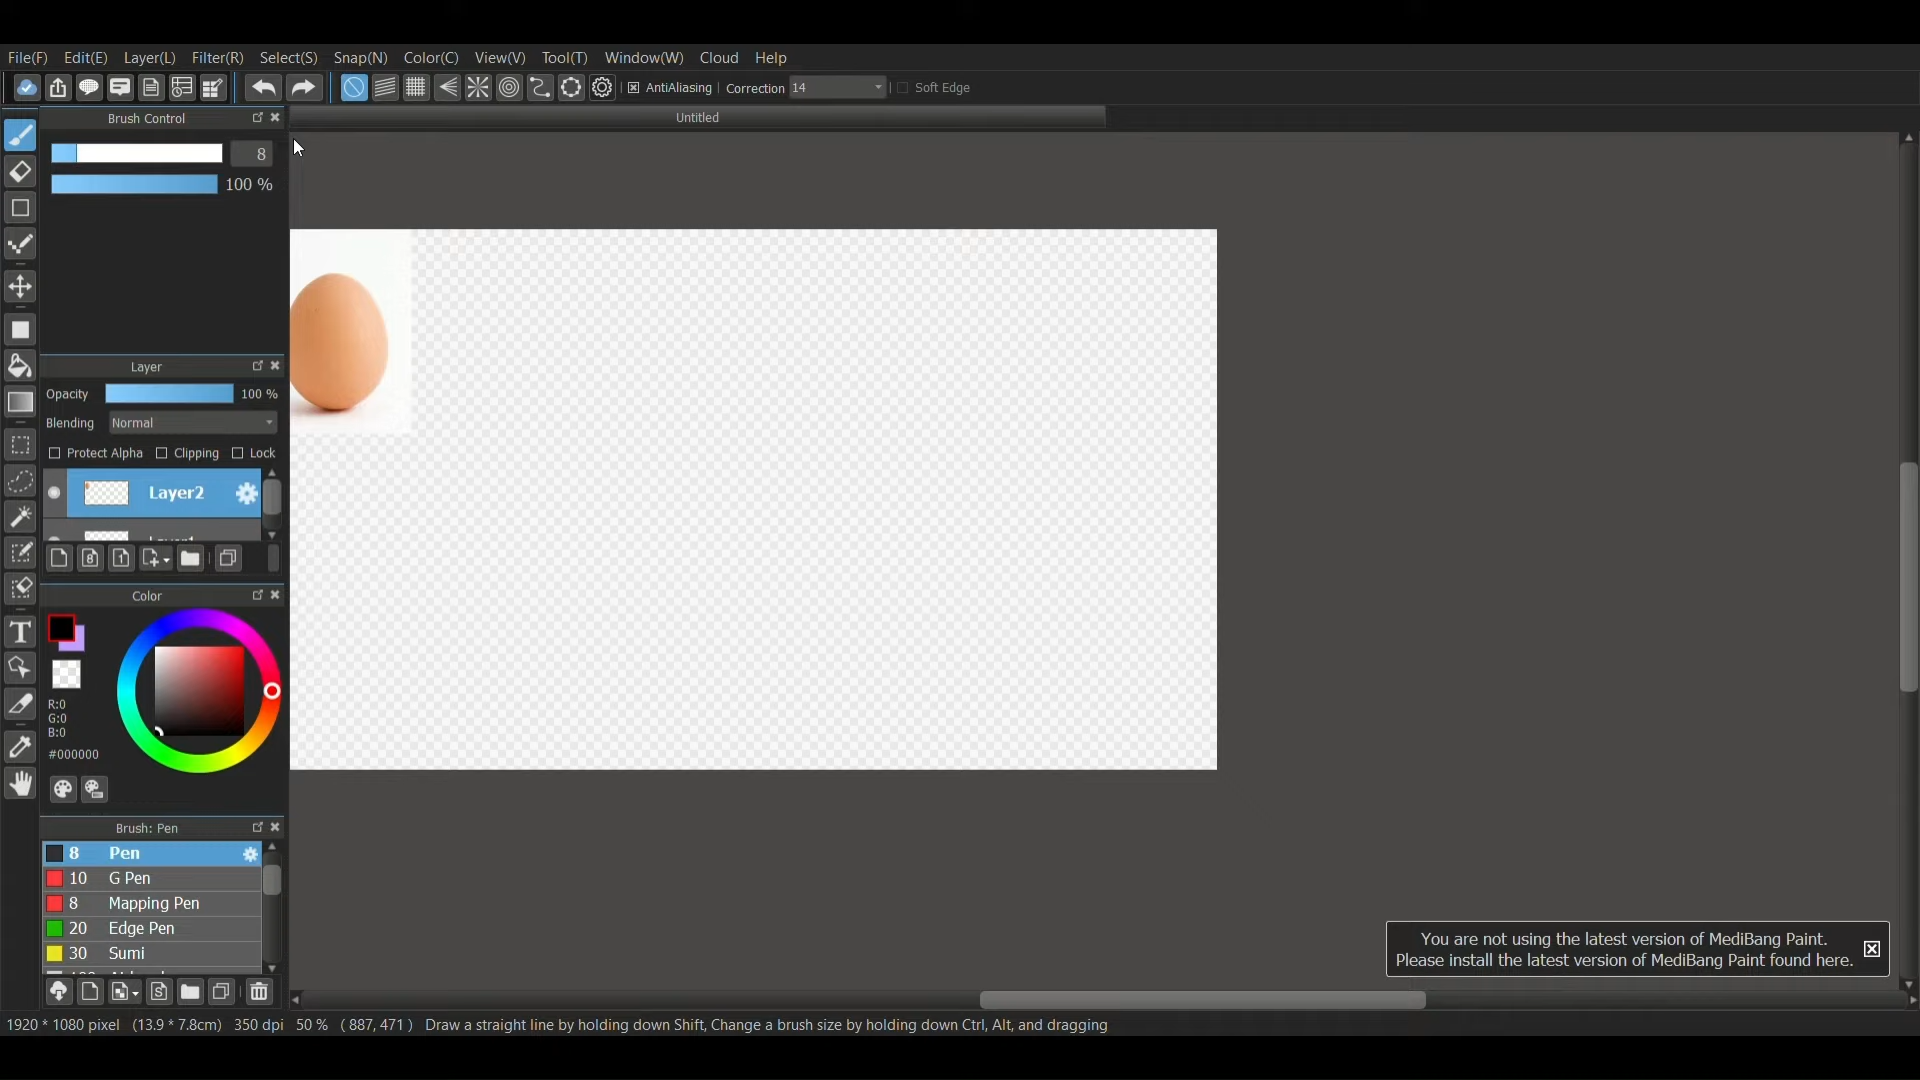 File(F) Edit(E) Layer(L) Filter(R) Select(S) Snap(N) Color(C) View(V) Tool(T) Window(W) Cloud Help
AntiAliasing Correction 14 Soft Edge
Brush Control
Untitled
8
100 %
Layer
Opacity 100 %
Blending Normal
Protect Alpha Clipping Lock
Layer2
8 1
Color
R:0
G:0
B:0
#000000
T
Brush: Pen
8 Pen
10 G Pen
8 Mapping Pen
20 Edge Pen
30 Sumi
S
You are not using the latest version of MediBang Paint.
Please install the latest version of MediBang Paint found here.
1920 * 1080 pixel (13.9 * 7.8cm) 350 dpi 50 % ( 887, 471 ) Draw a straight line by holding down Shift, Change a brush size by holding down Ctrl, Alt, and dragging